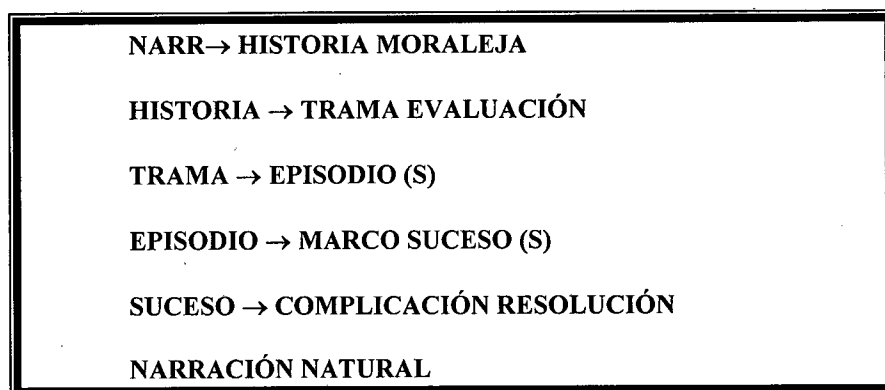 NARR→ HISTORIA MORALEJA
HISTORIA → TRAMA EVALUACIÓN
TRAMA → EPISODIO (S)
EPISODIO → MARCO SUCESO (S)
SUCESO → COMPLICACIÓN RESOLUCIÓN
NARRACIÓN NATURAL